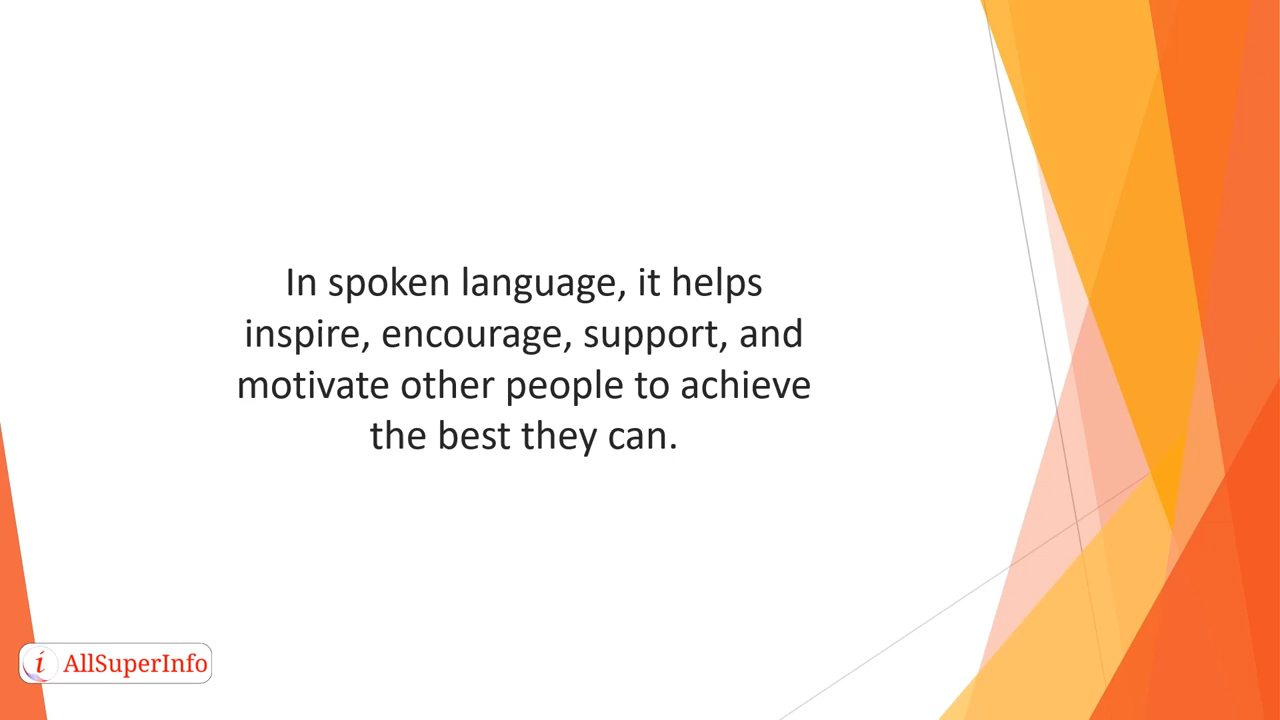 In spoken language, it helps
inspire, encourage, support, and
motivate other people to achieve
the best they can.
i AllSuperInfo